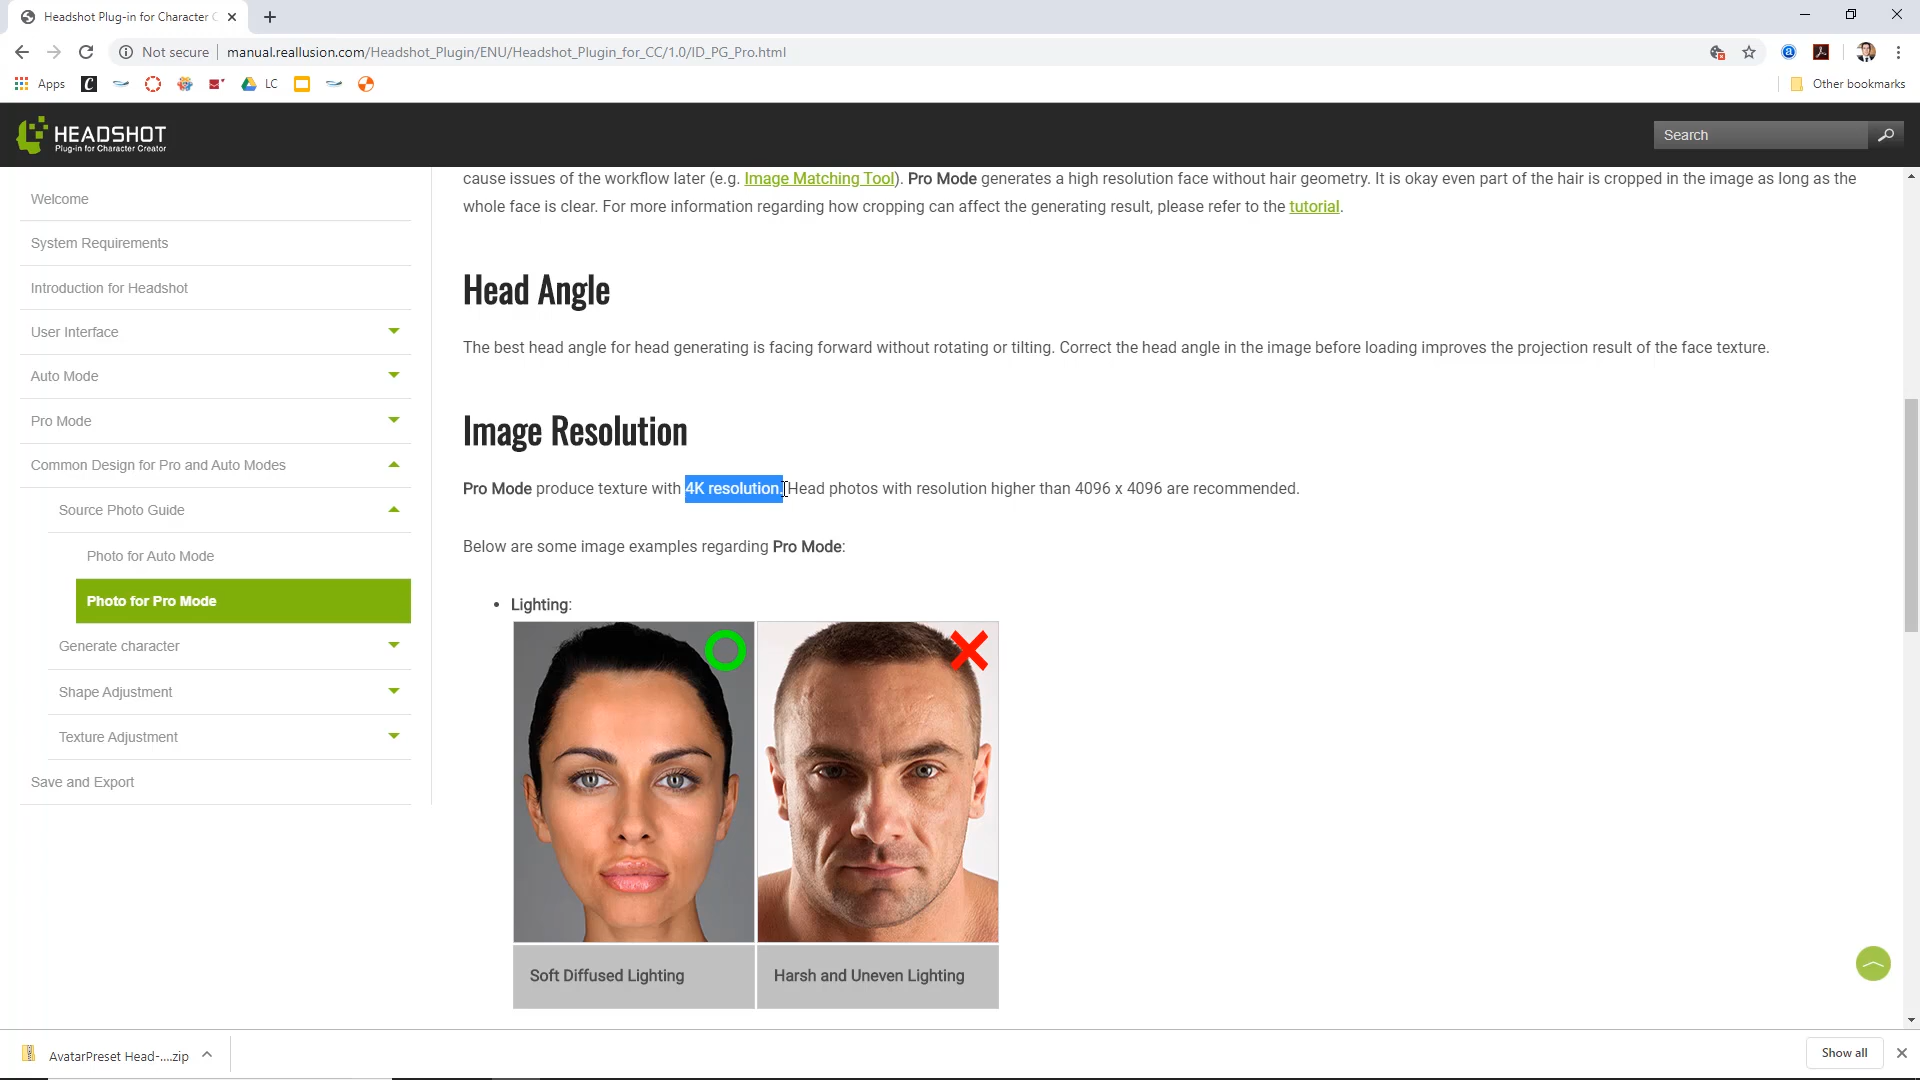 Headshot Plug-in for Character C
Not secure
manual.reallusion.com/Headshot_Plugin/ENU/Headshot_Plugin_for_CC/1.0/ID_PG_Pro.html
Apps
LC
Other bookmarks
HEADSHOT
Plug-in for Character Creator
Search
Welcome
System Requirements
Introduction for Headshot
User Interface
Auto Mode
Pro Mode
Common Design for Pro and Auto Modes
Source Photo Guide
Photo for Auto Mode
Photo for Pro Mode
Generate character
Shape Adjustment
Texture Adjustment
Save and Export
cause issues of the workflow later (e.g. Image Matching Tool). Pro Mode generates a high resolution face without hair geometry. It is okay even part of the hair is cropped in the image as long as the
whole face is clear. For more information regarding how cropping can affect the generating result, please refer to the tutorial.
Head Angle
The best head angle for head generating is facing forward without rotating or tilting. Correct the head angle in the image before loading improves the projection result of the face texture.
Image Resolution
Pro Mode produce texture with 4K resolution. Head photos with resolution higher than 4096 x 4096 are recommended.
Below are some image examples regarding Pro Mode:
• Lighting:
Soft Diffused Lighting
Harsh and Uneven Lighting
AvatarPreset Head-....zip
Show all